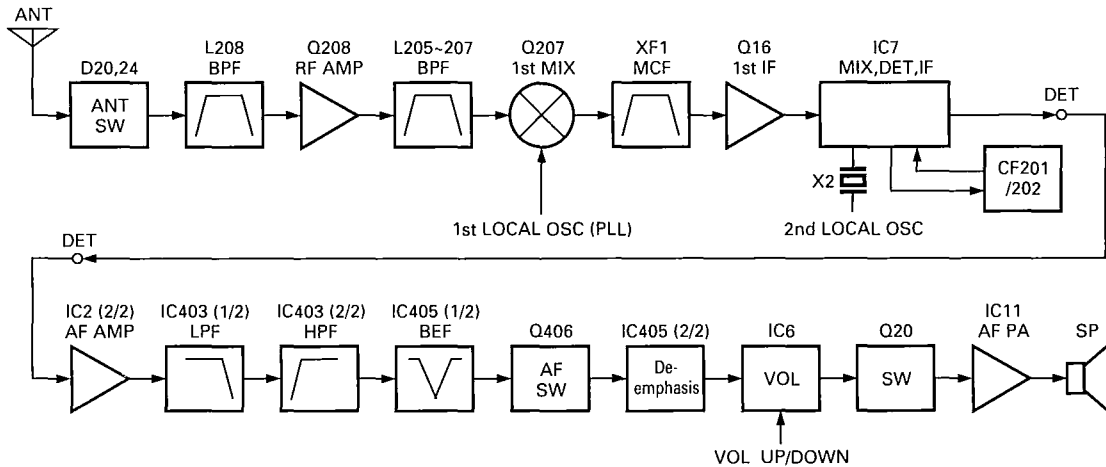 ANT
D20,24
ANT
SW
L208
BPF
Q208
RF AMP
L205~207
BPF
Q207
1st MIX
XF1
MCF
Q16
1st IF
IC7
MIX,DET,IF
DET
X2
CF201
/202
1st LOCAL OSC (PLL)
2nd LOCAL OSC
DET
IC2 (2/2)
AF AMP
IC403 (1/2)
LPF
IC403 (2/2)
HPF
IC405 (1/2)
BEF
Q406
AF
SW
IC405 (2/2)
De-
emphasis
IC6
VOL
Q20
SW
IC11
AF PA
SP
VOL UP/DOWN